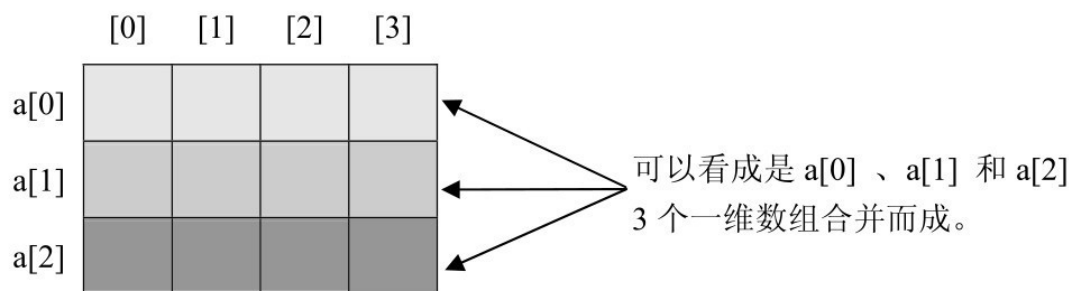 [0] [1] [2] [3]
a[0]
a[1]
a[2]
可以看成是 a[0] 、a[1] 和 a[2]
3 个一维数组合并而成。